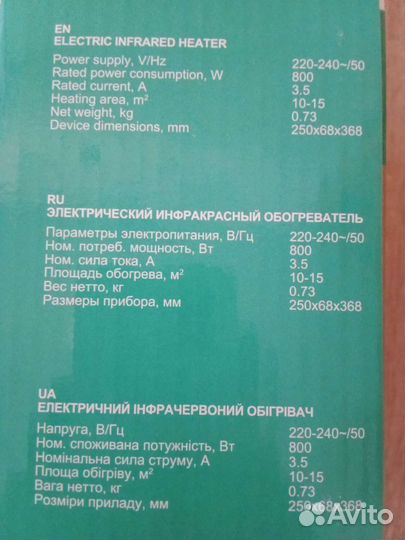 EN
ELECTRIC INFRARED HEATER
Power supply, V/Hz 220-240~/50
Rated power consumption, W 800
Rated current, A 3.5
Heating area, m² 10-15
Net weight, kg 0.73
Device dimensions, mm 250x68x368
RU
ЭЛЕКТРИЧЕСКИЙ ИНФРАКРАСНЫЙ ОБОГРЕВАТЕЛЬ
Параметры электропитания, В/Гц 220-240~/50
Ном. потреб. мощность, Вт 800
Ном. сила тока, А 3.5
Площадь обогрева, м² 10-15
Вес нетто, кг 0.73
Размеры прибора, мм 250x68x368
UA
ЕЛЕКТРИЧНИЙ ІНФРАЧЕРВОНИЙ ОБІГРІВАЧ
Напруга, В/Гц 220-240~/50
Ном. споживана потужність, Вт 800
Номінальна сила струму, А 3.5
Площа обігріву, м² 10-15
Вага нетто, кг 0.73
Розміри приладу, мм 250x68x368
Avito